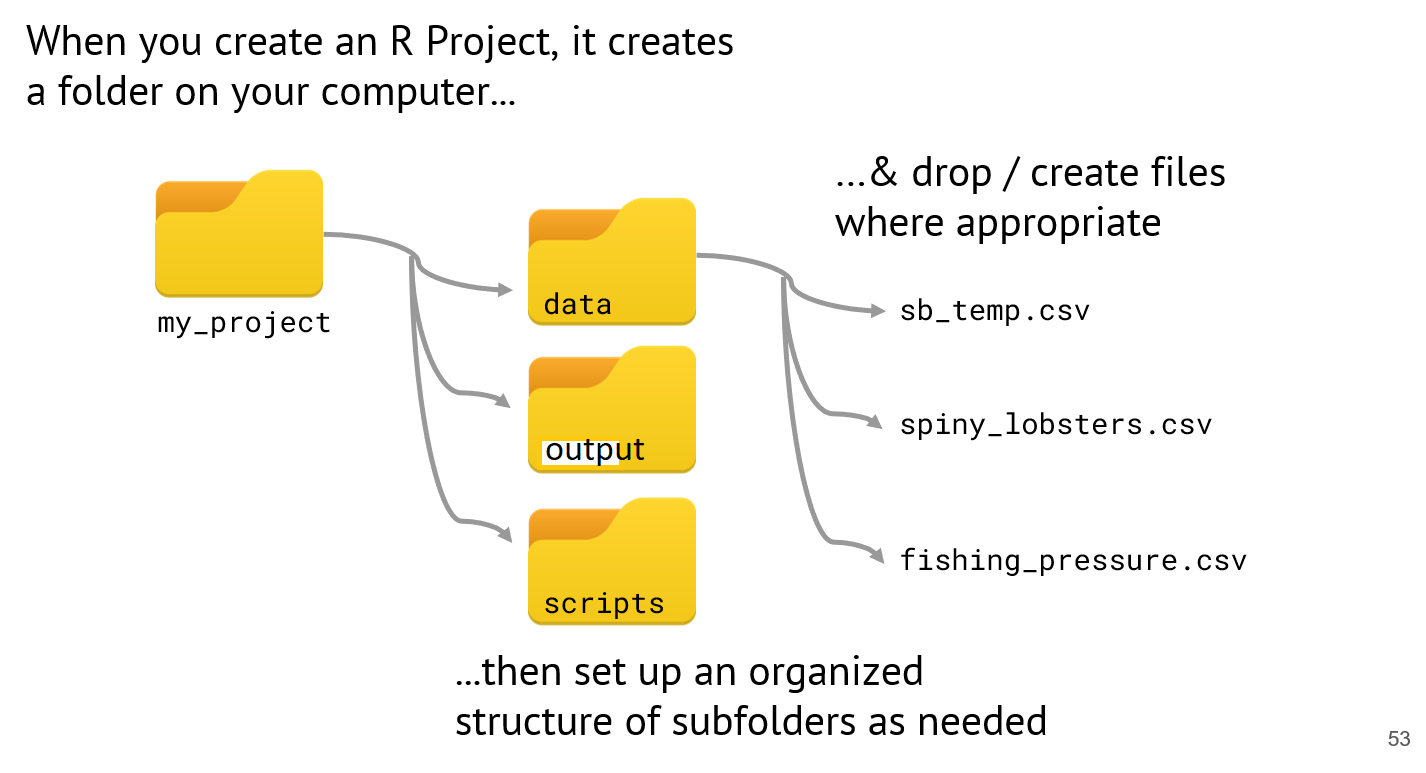 When you create an R Project, it creates
a folder on your computer...
...& drop / create files
where appropriate
my_project
data
output
scripts
sb_temp.csv
spiny_lobsters.csv
fishing_pressure.csv
...then set up an organized
structure of subfolders as needed
53